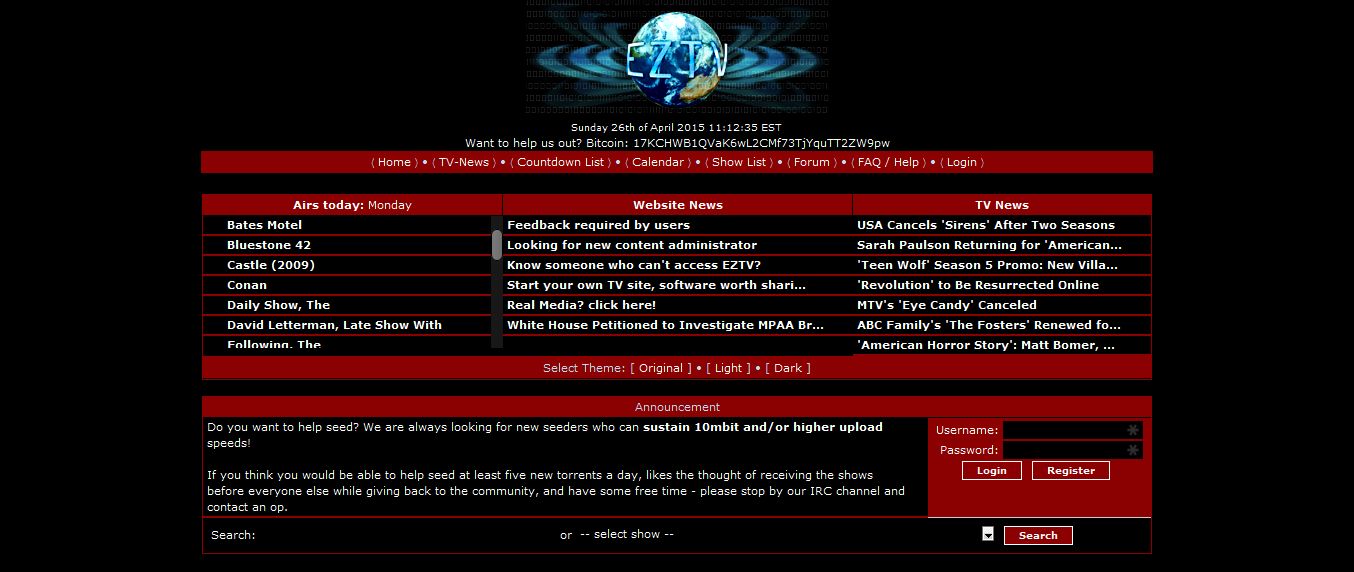 EZTV
Sunday 26th of April 2015 11:12:35 EST
Want to help us out? Bitcoin: 17KCHWB1QVaK6wL2CMf73TjYquTT2ZW9pw
( Home ) • ( TV-News ) • ( Countdown List ) • ( Calendar ) • ( Show List ) • ( Forum ) • ( FAQ / Help ) • ( Login )
Airs today: Monday
Bates Motel
Bluestone 42
Castle (2009)
Conan
Daily Show, The
David Letterman, Late Show With
Following, The
Website News
Feedback required by users
Looking for new content administrator
Know someone who can't access EZTV?
Start your own TV site, software worth shari...
Real Media? click here!
White House Petitioned to Investigate MPAA Br...
TV News
USA Cancels 'Sirens' After Two Seasons
Sarah Paulson Returning for 'American...
'Teen Wolf' Season 5 Promo: New Villa...
'Revolution' to Be Resurrected Online
MTV's 'Eye Candy' Canceled
ABC Family's 'The Fosters' Renewed fo...
'American Horror Story': Matt Bomer, ...
Select Theme: [ Original ] • [ Light ] • [ Dark ]
Announcement
Do you want to help seed? We are always looking for new seeders who can sustain 10mbit and/or higher upload
speeds!
If you think you would be able to help seed at least five new torrents a day, likes the thought of receiving the shows
before everyone else while giving back to the community, and have some free time - please stop by our IRC channel and
contact an op.
Username:
Password:
Login Register
Search: or -- select show -- Search